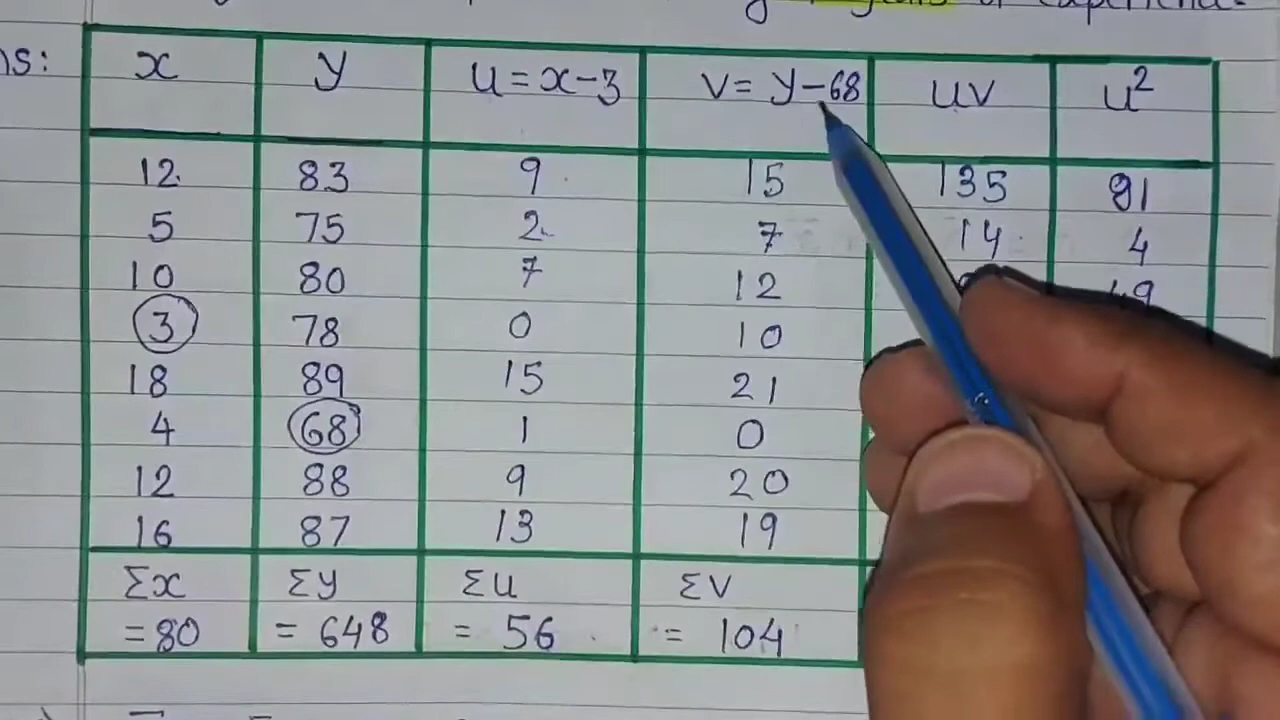 ns:
x y u = x-3 v = y-68 uv u²
12 83 9 15 135 81
5 75 2 7 14 4
10 80 7 12 49
3 78 0 10
18 89 15 21
4 68 1 0
12 88 9 20
16 87 13 19
Σx Σy Σu Σv
=80 = 648 = 56 = 104